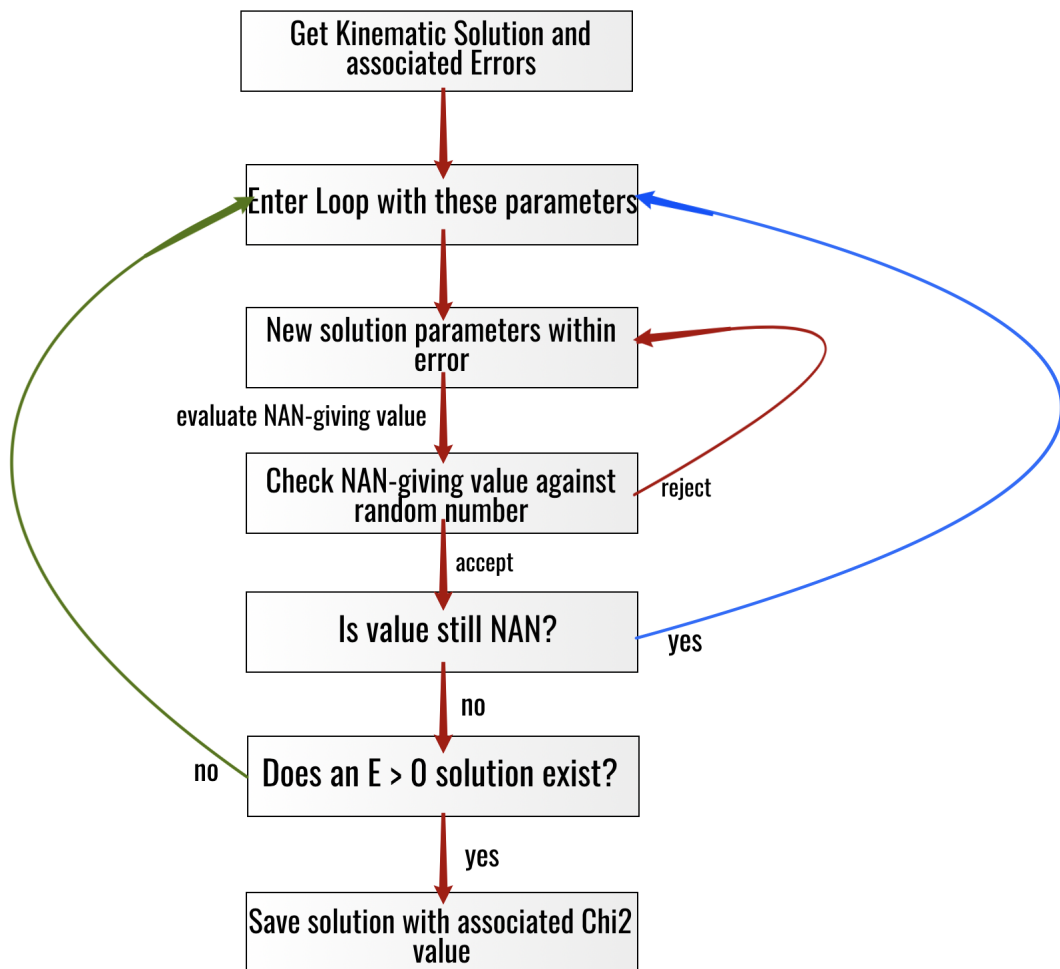 Get Kinematic Solution and
associated Errors
Enter Loop with these parameters
New solution parameters within
error
evaluate NAN-giving value
Check NAN-giving value against
random number
reject
accept
Is value still NAN?
yes
no
Does an E > 0 solution exist?
no
yes
Save solution with associated Chi2
value